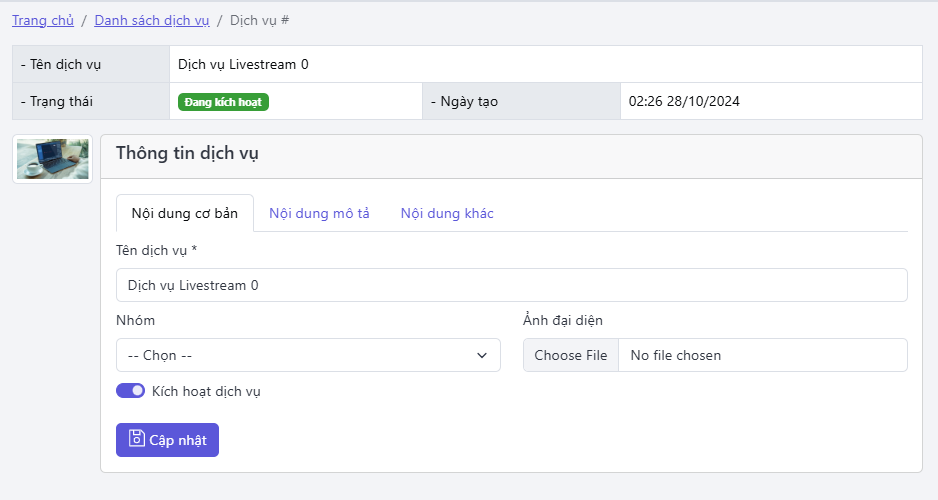 Trang chủ / Danh sách dịch vụ / Dịch vụ #
- Tên dịch vụ Dịch vụ Livestream 0
- Trạng thái Đang kích hoạt - Ngày tạo 02:26 28/10/2024
Thông tin dịch vụ
Nội dung cơ bản Nội dung mô tả Nội dung khác
Tên dịch vụ *
Dịch vụ Livestream 0
Nhóm Ảnh đại diện
-- Chọn -- Choose File No file chosen
Kích hoạt dịch vụ
Cập nhật